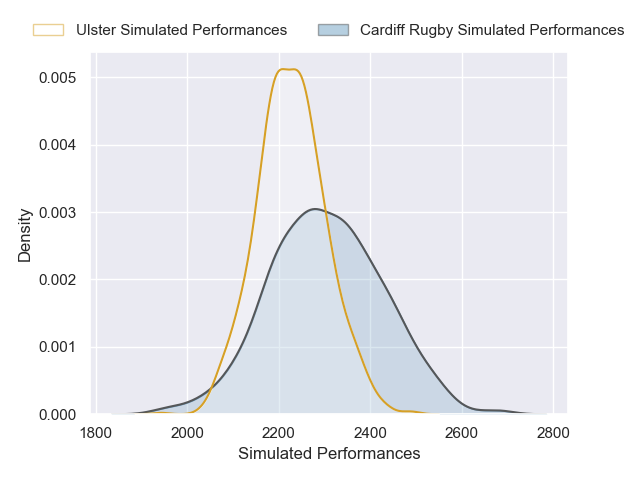 Ulster Simulated Performances Cardiff Rugby Simulated Performances
0.005
0.004
0.003
0.002
0.001
0.000
Density
1800 2000 2200 2400 2600 2800
Simulated Performances